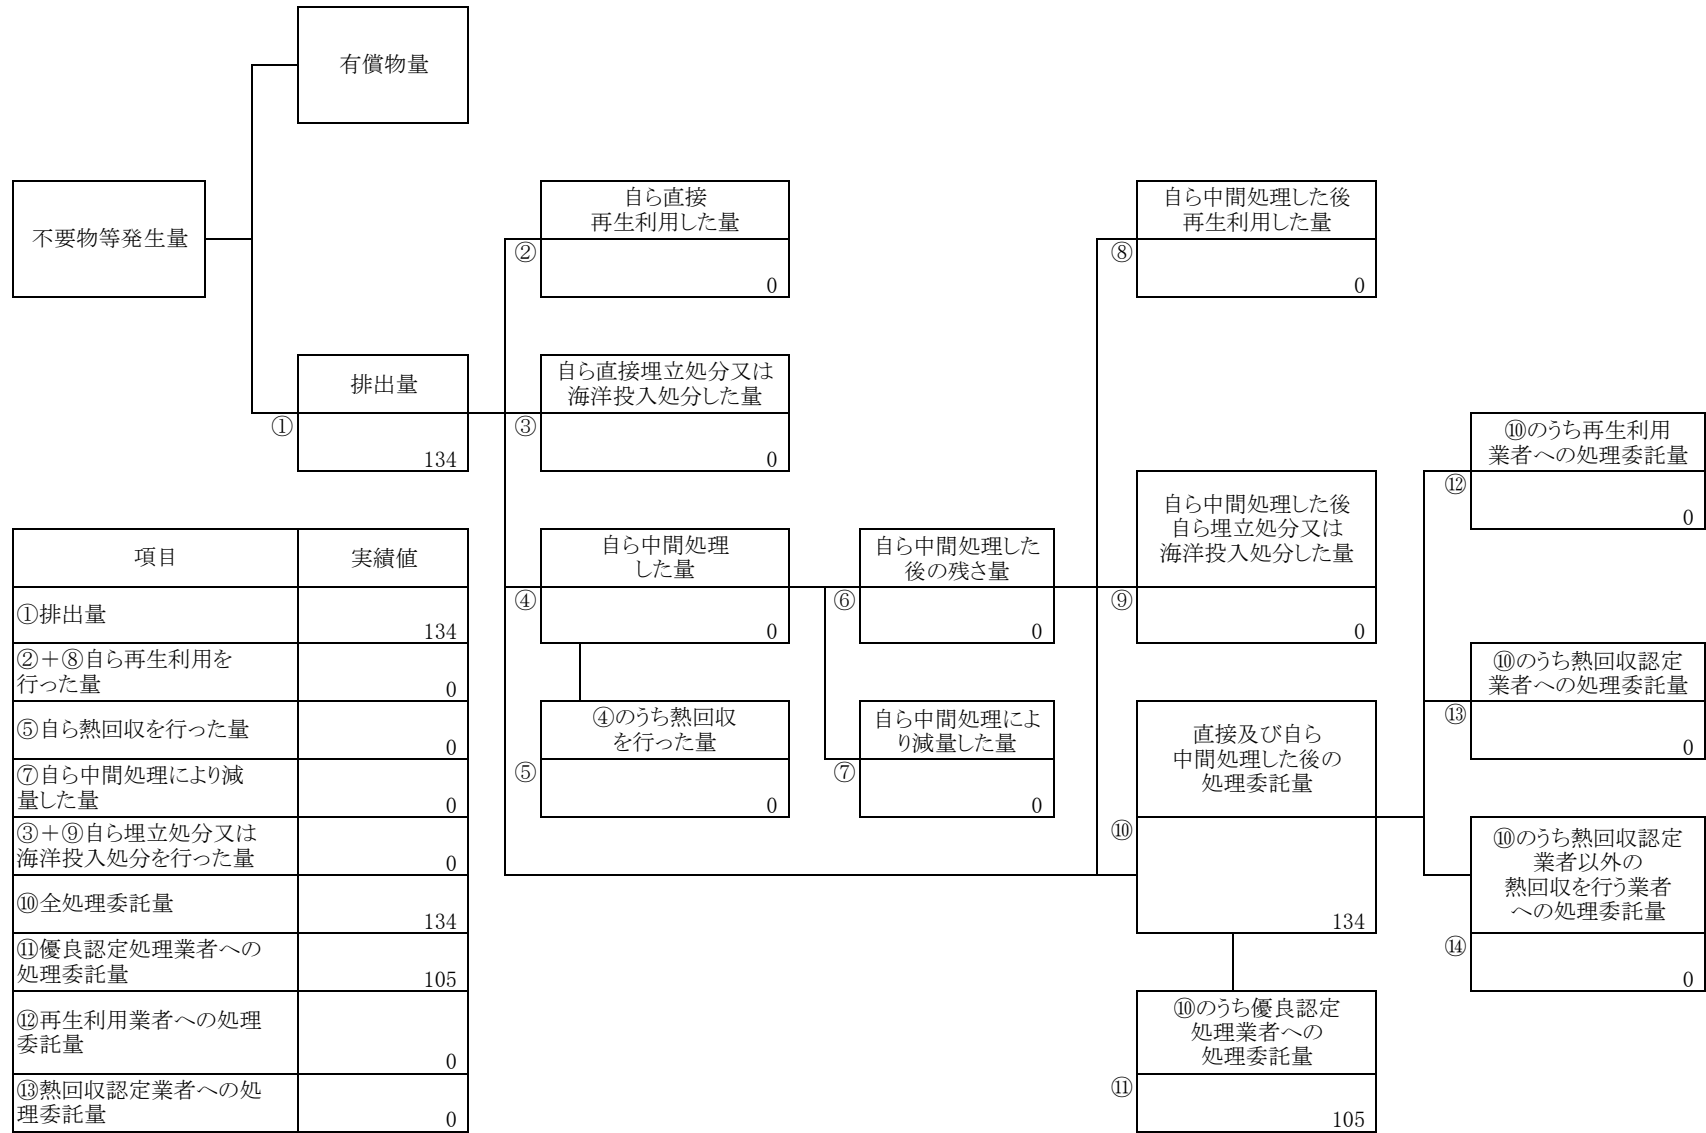 有償物量
不要物等発生量
自ら直接
再生利用した量
②
0
自ら中間処理した後
再生利用した量
⑧
0
排出量
①
134
自ら直接埋立処分又は
海洋投入処分した量
③
0
⑩のうち再生利用
業者への処理委託量
⑫
0
自ら中間処理
した量
④
0
自ら中間処理した
後の残さ量
⑥
0
自ら中間処理した後
自ら埋立処分又は
海洋投入処分した量
⑨
0
⑩のうち熱回収認定
業者への処理委託量
⑬
0
④のうち熱回収
を行った量
⑤
0
自ら中間処理によ
り減量した量
⑦
0
直接及び自ら
中間処理した後の
処理委託量
⑩
134
⑩のうち熱回収認定
業者以外の
熱回収を行う業者
への処理委託量
⑭
0
⑩のうち優良認定
処理業者への
処理委託量
⑪
105
項目 実績値
①排出量
134
②＋⑧自ら再生利用を
行った量
0
⑤自ら熱回収を行った量
0
⑦自ら中間処理により減
量した量
0
③＋⑨自ら埋立処分又は
海洋投入処分を行った量
0
⑩全処理委託量
134
⑪優良認定処理業者への
処理委託量
105
⑫再生利用業者への処理
委託量
0
⑬熱回収認定業者への処
理委託量
0